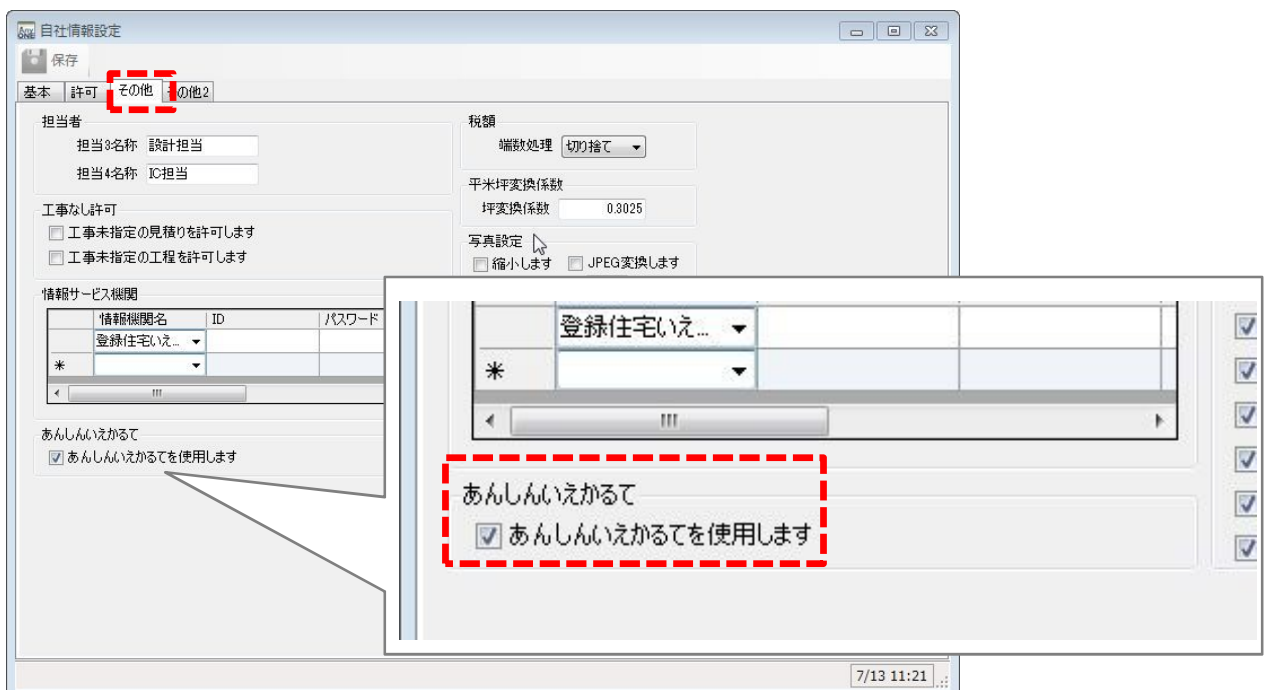 自社情報設定
保存
基本 許可 その他 その他2
担当者
担当3名称 設計担当
担当4名称 IC担当
工事なし許可
工事未指定の見積りを許可します
工事未指定の工程を許可します
情報サービス機関
情報機関名 ID パスワード
登録住宅いえ...
*
あんしんいえかるて
あんしんいえかるてを使用します
税額
端数処理 切り捨て
平米坪変換係数
坪変換係数 0.3025
写真設定
縮小します JPEG変換します
登録住宅いえ...
*
あんしんいえかるて
あんしんいえかるてを使用します
7/13 11:21